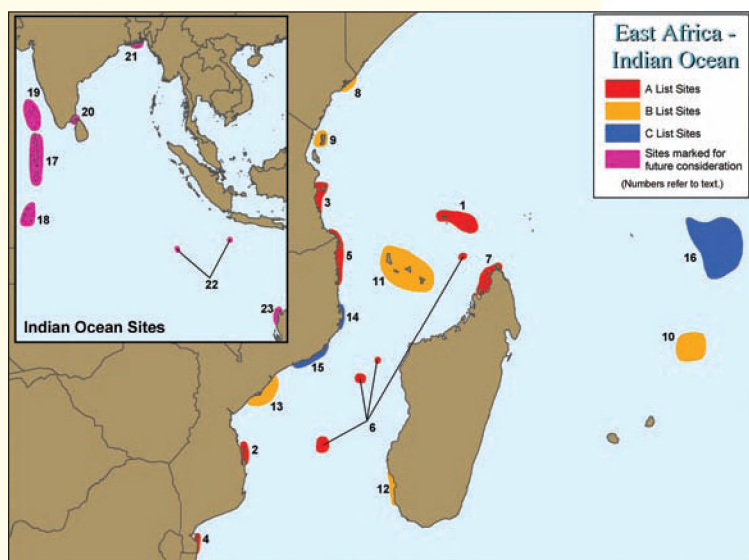 East Africa -
Indian Ocean
A List Sites
B List Sites
C List Sites
Sites marked for
future consideration
(Numbers refer to text.)
21
19
20
17
18
22
23
Indian Ocean Sites
8
9
3
1
5
11
7
16
14
15
10
13
6
2
12
4